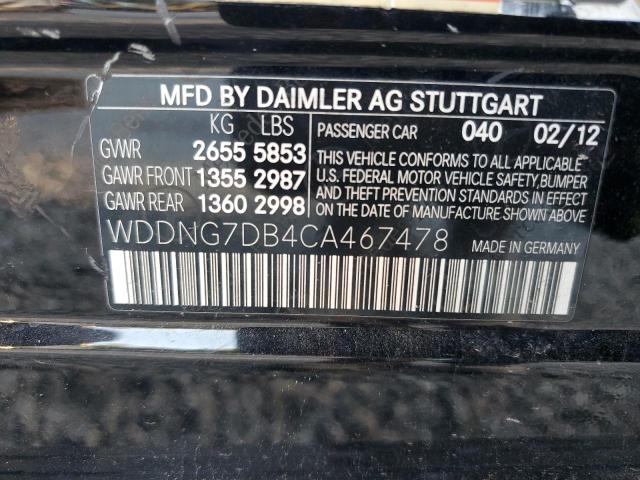 MFD BY DAIMLER AG STUTTGART
KG LBS PASSENGER CAR 040 02/12
GVWR 2655 5853
GAWR FRONT 1355 2987
GAWR REAR 1360 2998
THIS VEHICLE CONFORMS TO ALL APPLICABLE
U.S. FEDERAL MOTOR VEHICLE SAFETY, BUMPER
AND THEFT PREVENTION STANDARDS IN EFFECT
ON THE DATE OF MANUFACTURE SHOWN ABOVE
WDDNG7DB4CA467478 MADE IN GERMANY